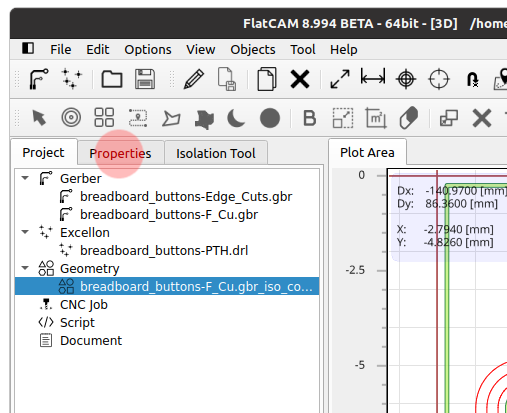 FlatCAM 8.994 BETA - 64bit - [3D] /home
File Edit Options View Objects Tool Help
B
Project Properties Isolation Tool Plot Area
Gerber
breadboard_buttons-Edge_Cuts.gbr
breadboard_buttons-F_Cu.gbr
Excellon
breadboard_buttons-PTH.drl
Geometry
breadboard_buttons-F_Cu.gbr_iso_co...
CNC Job
Script
Document
0
Dx: -140.9700 [mm]
Dy: 86.3600 [mm]
X: -2.7940 [mm]
Y: -4.8260 [mm]
-2.5
-5